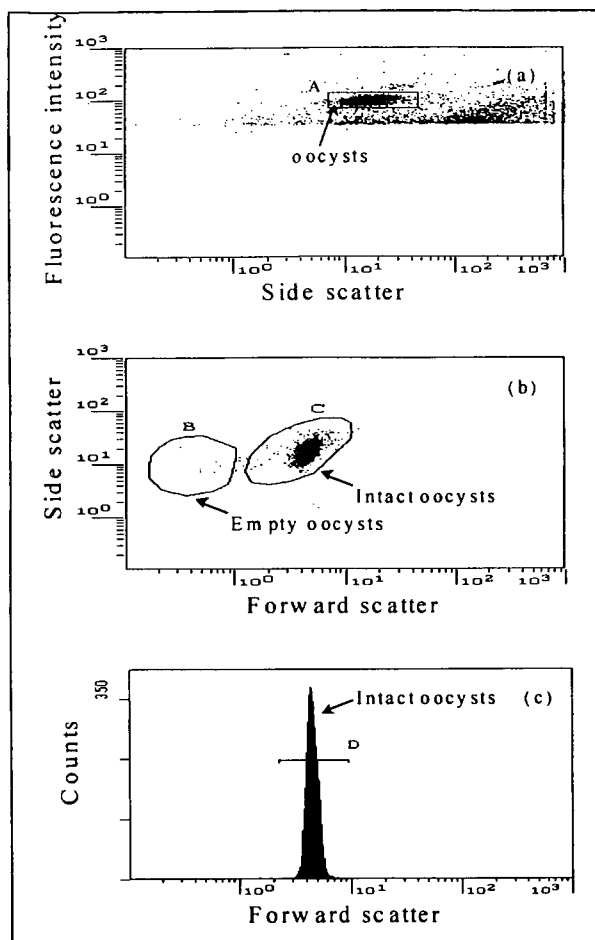 Fluorescence intensity
10³
10²
10¹
10⁰
A
(a)
oocysts
10⁰ 10¹ 10² 10³
Side scatter
Side scatter
10³
10²
10¹
10⁰
B
C
(b)
Intact oocysts
Empty oocysts
10⁰ 10¹ 10² 10³
Forward scatter
Counts
350
Intact oocysts
(c)
D
10⁰ 10¹ 10² 10³
Forward scatter